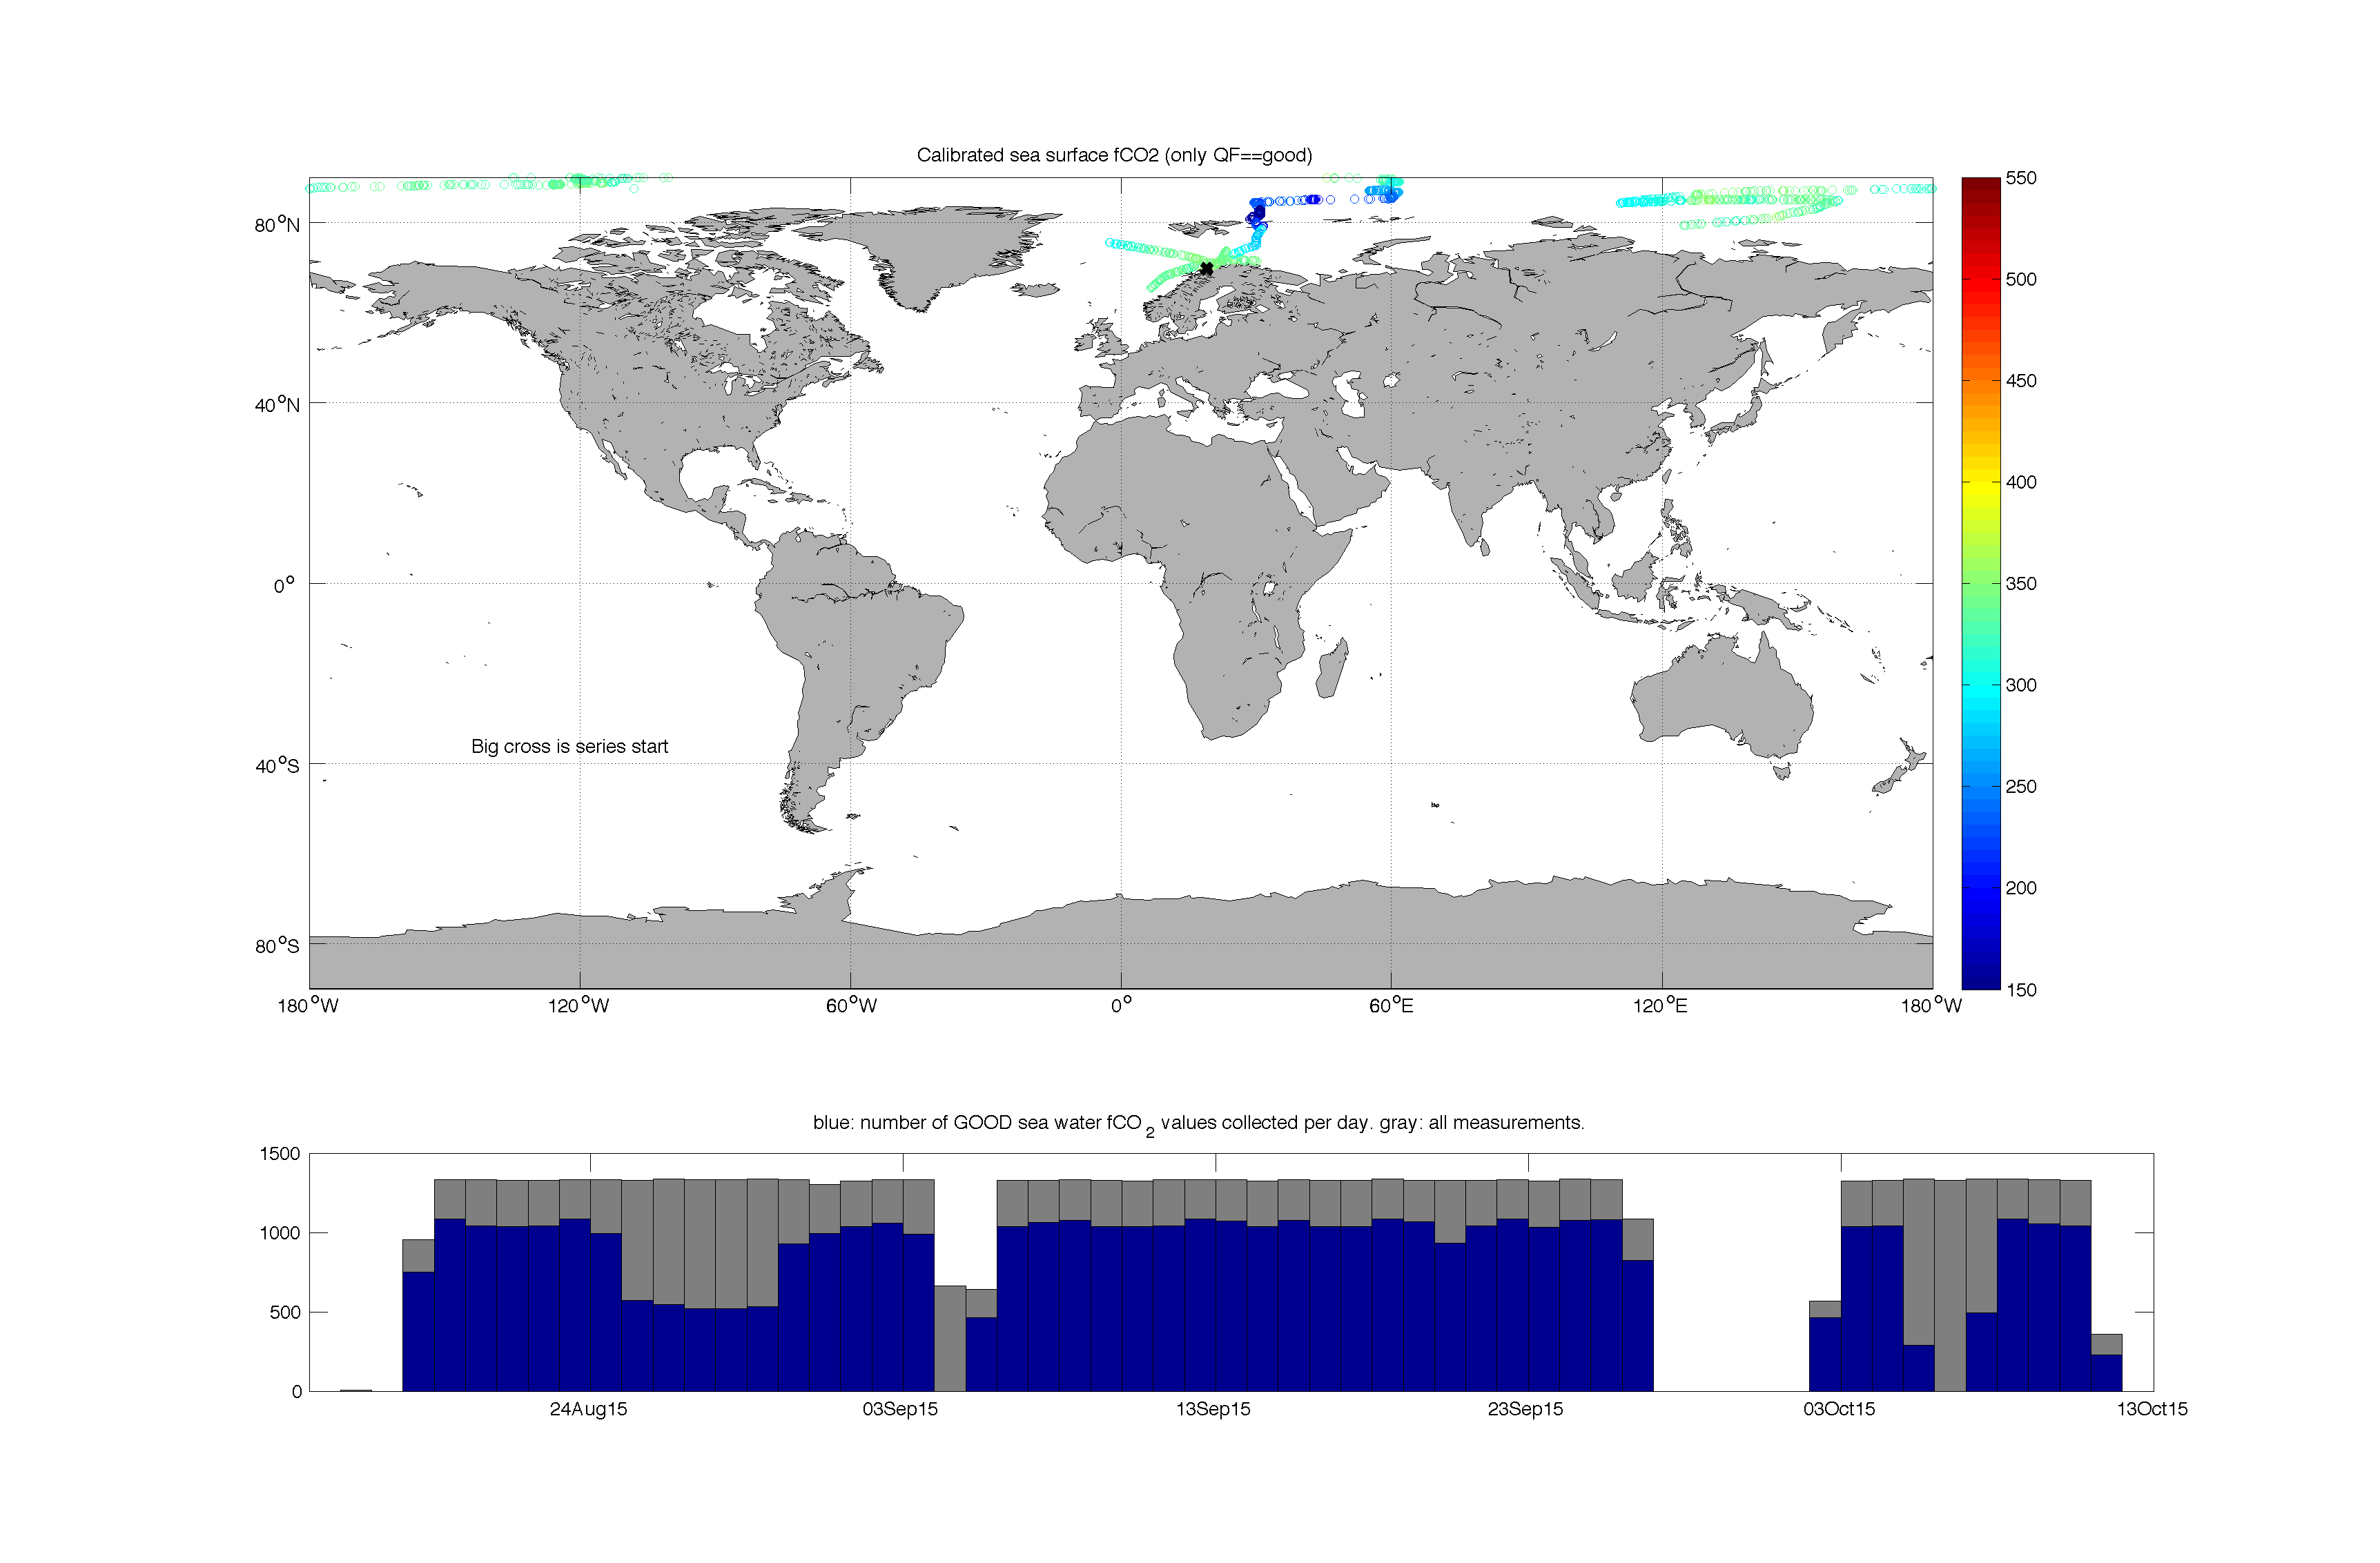 Calibrated sea surface fCO2 (only QF==good)
80°N
40°N
0°
40°S
80°S
Big cross is series start
180°W 120°W 60°W 0° 60°E 120°E 180°W
550
500
450
400
350
300
250
200
150
blue: number of GOOD sea water fCO2 values collected per day. gray: all measurements.
1500
1000
500
0
24Aug15 03Sep15 13Sep15 23Sep15 03Oct15 13Oct15